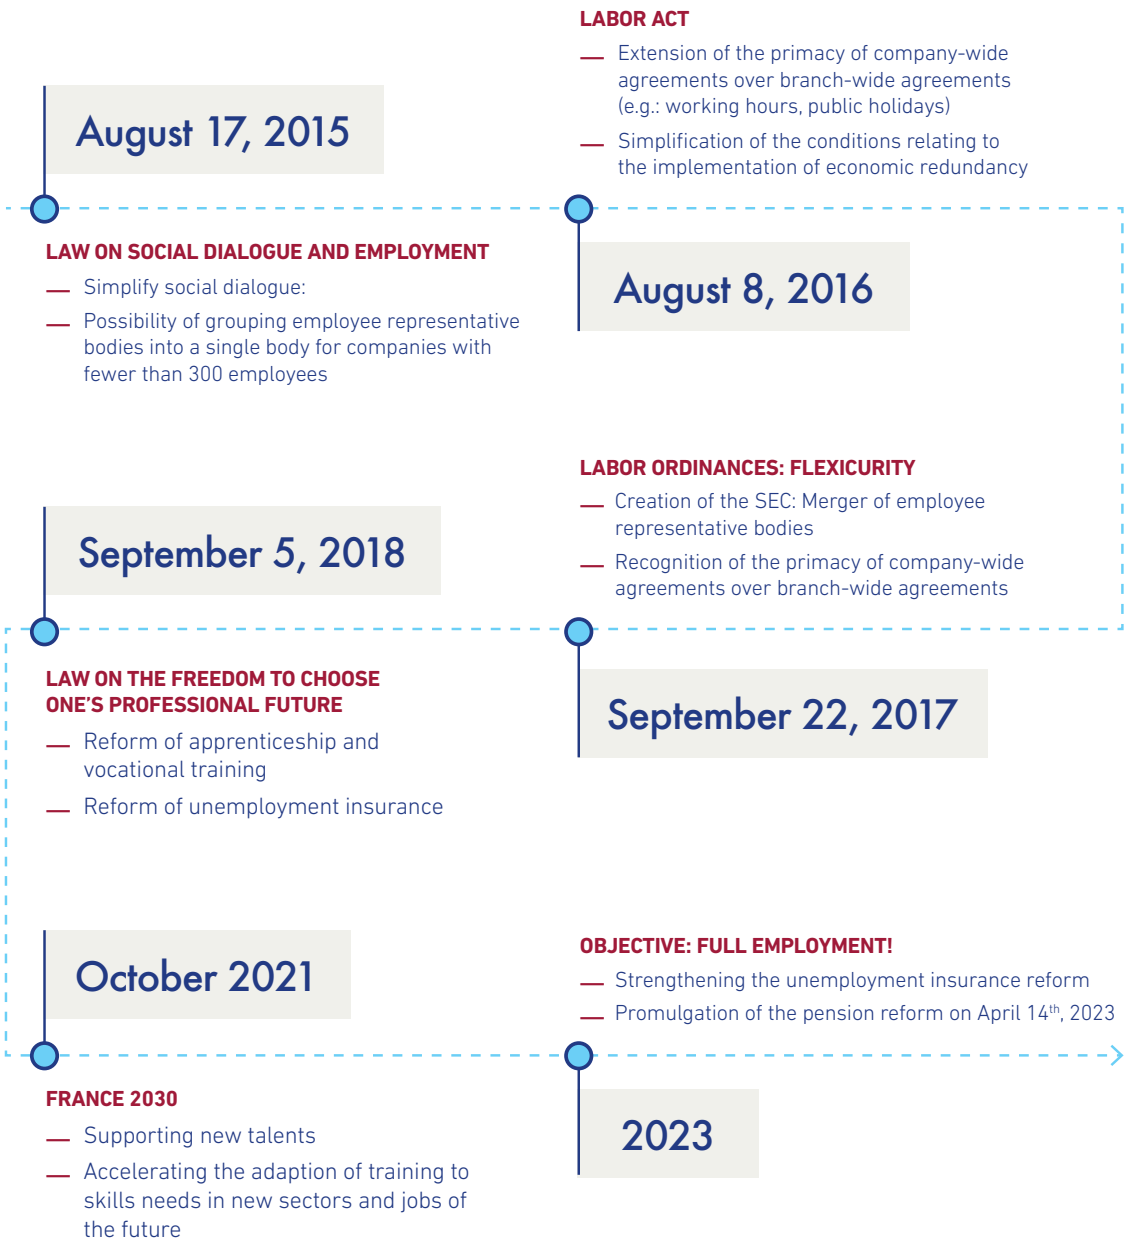 August 17, 2015
LAW ON SOCIAL DIALOGUE AND EMPLOYMENT
— Simplify social dialogue:
— Possibility of grouping employee representative
bodies into a single body for companies with
fewer than 300 employees
LABOR ACT
— Extension of the primacy of company-wide
agreements over branch-wide agreements
(e.g.: working hours, public holidays)
— Simplification of the conditions relating to
the implementation of economic redundancy
August 8, 2016
LABOR ORDINANCES: FLEXICURITY
— Creation of the SEC: Merger of employee
representative bodies
— Recognition of the primacy of company-wide
agreements over branch-wide agreements
September 22, 2017
September 5, 2018
LAW ON THE FREEDOM TO CHOOSE
ONE'S PROFESSIONAL FUTURE
— Reform of apprenticeship and
vocational training
— Reform of unemployment insurance
October 2021
FRANCE 2030
— Supporting new talents
— Accelerating the adaption of training to
skills needs in new sectors and jobs of
the future
OBJECTIVE: FULL EMPLOYMENT!
— Strengthening the unemployment insurance reform
— Promulgation of the pension reform on April 14th, 2023
2023